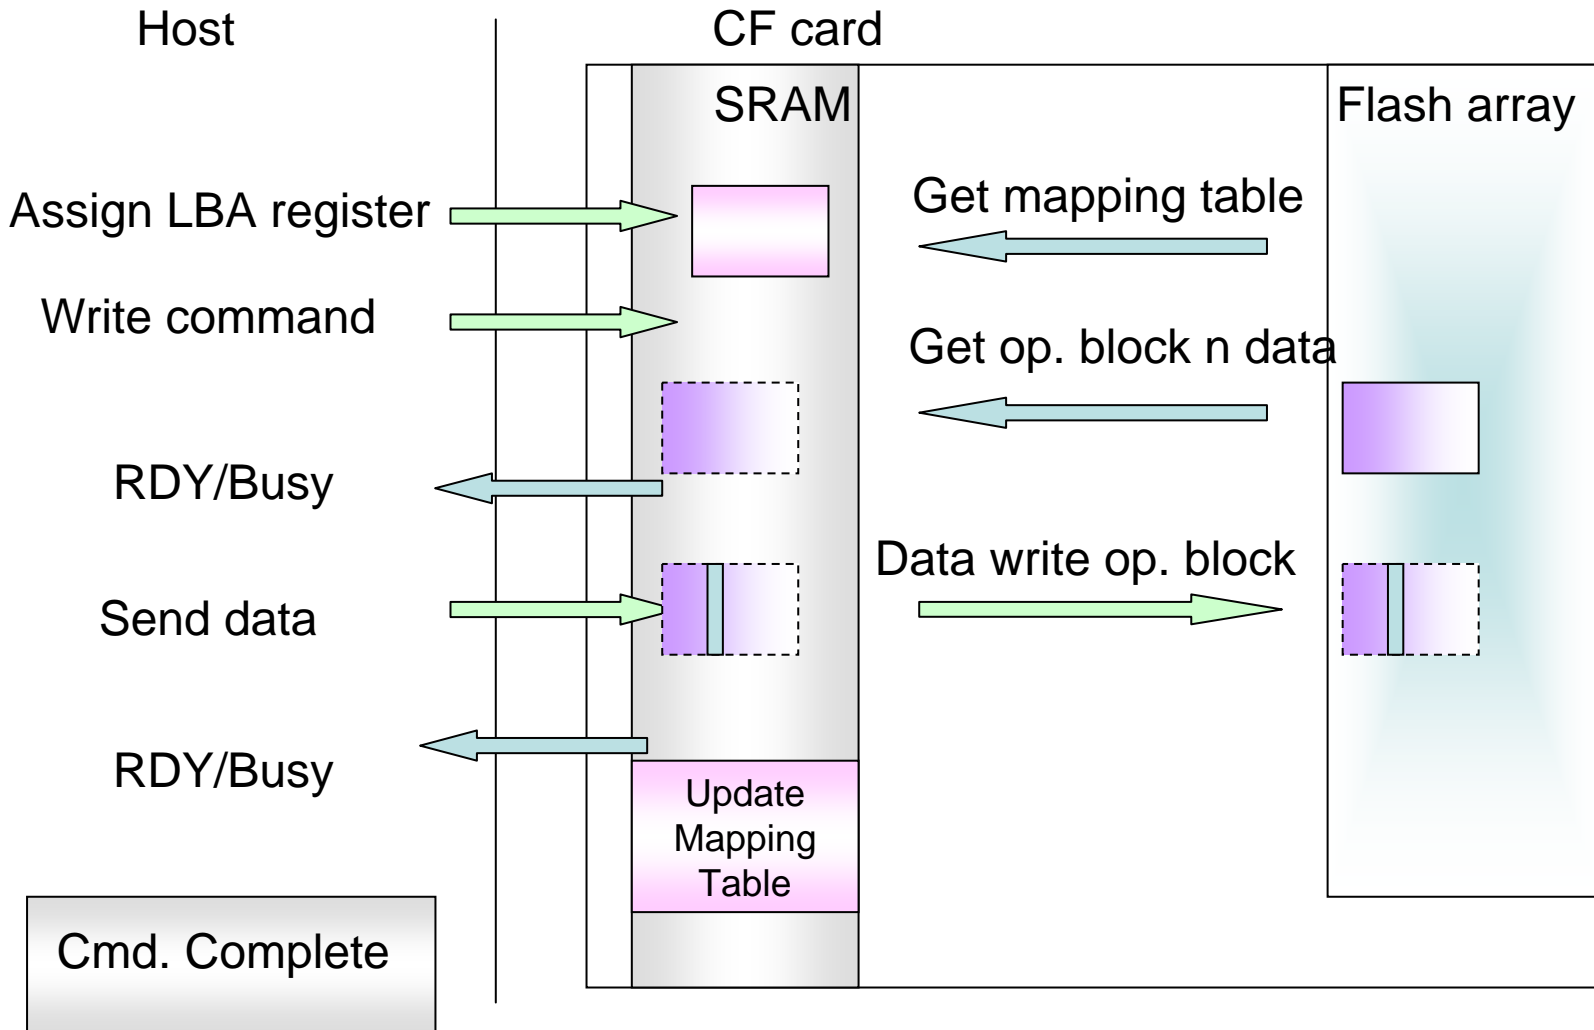 Host
CF card
SRAM
Flash array
Assign LBA register
Get mapping table
Write command
Get op. block n data
RDY/Busy
Data write op. block
Send data
RDY/Busy
Update
Mapping
Table
Cmd. Complete